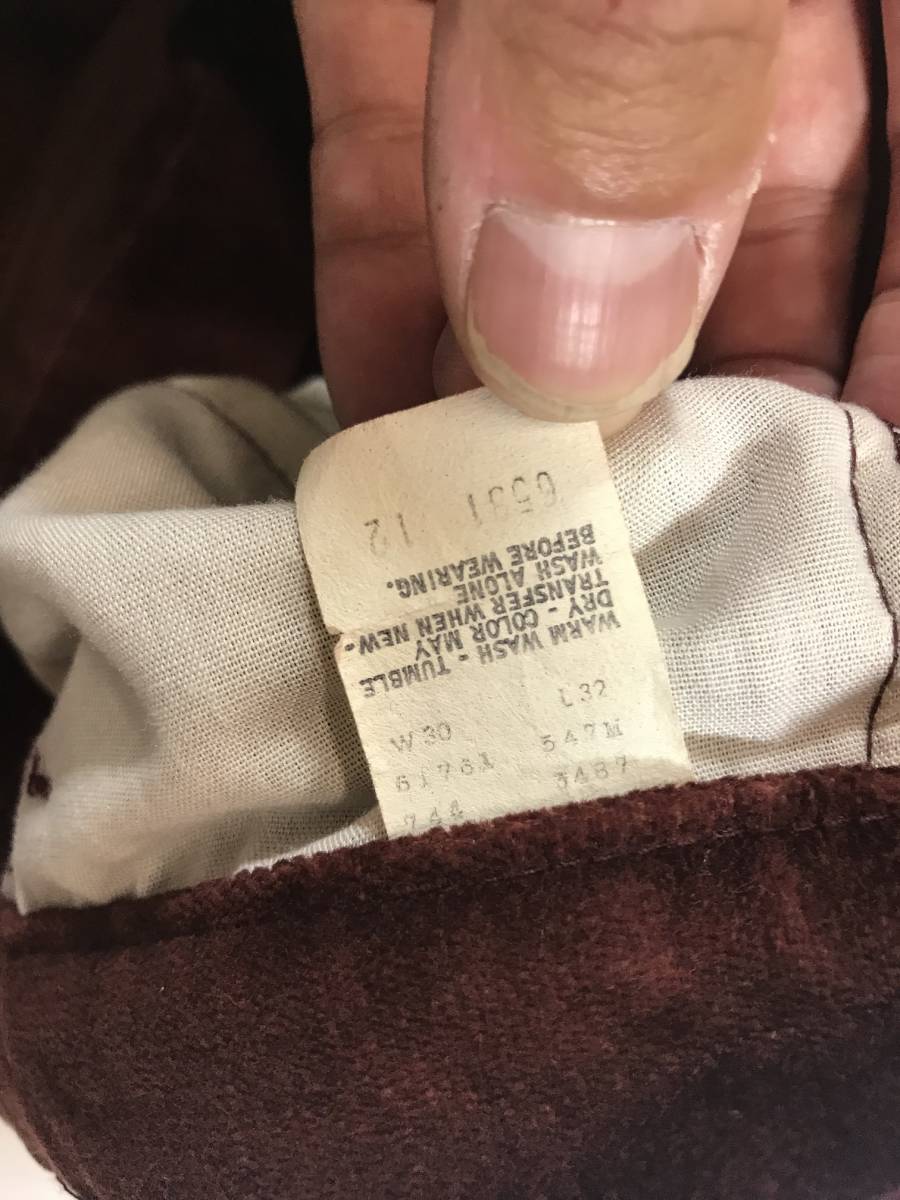 WARM WASH - TUMBLE
DRY - COLOR MAY
TRANSFER WHEN NEW-
WASH ALONE
BEFORE WEARING.
6531 12
W30 L32
61761 547M
744 3487